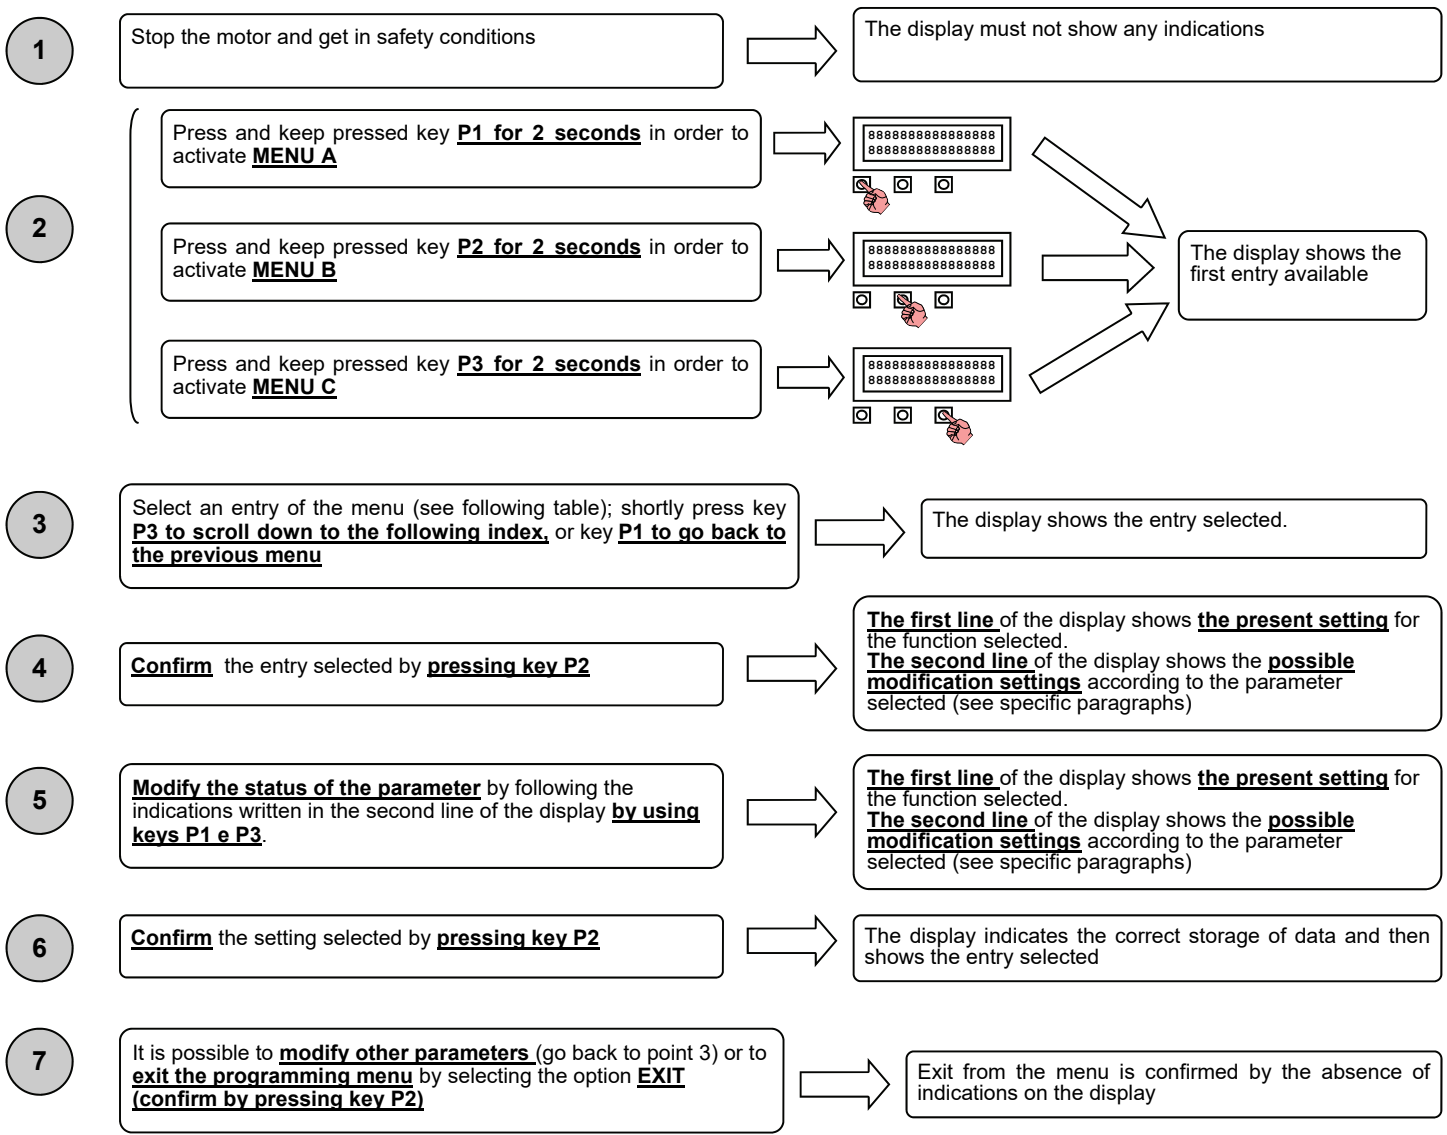 1
Stop the motor and get in safety conditions
The display must not show any indications
2
Press and keep pressed key P1 for 2 seconds in order to
activate MENU A
8888888888888888
8888888888888888
Press and keep pressed key P2 for 2 seconds in order to
activate MENU B
8888888888888888
8888888888888888
Press and keep pressed key P3 for 2 seconds in order to
activate MENU C
8888888888888888
8888888888888888
The display shows the
first entry available
3
Select an entry of the menu (see following table); shortly press key
P3 to scroll down to the following index, or key P1 to go back to
the previous menu
The display shows the entry selected.
4
Confirm the entry selected by pressing key P2
The first line of the display shows the present setting for
the function selected.
The second line of the display shows the possible
modification settings according to the parameter
selected (see specific paragraphs)
5
Modify the status of the parameter by following the
indications written in the second line of the display by using
keys P1 e P3.
The first line of the display shows the present setting for
the function selected.
The second line of the display shows the possible
modification settings according to the parameter
selected (see specific paragraphs)
6
Confirm the setting selected by pressing key P2
The display indicates the correct storage of data and then
shows the entry selected
7
It is possible to modify other parameters (go back to point 3) or to
exit the programming menu by selecting the option EXIT
(confirm by pressing key P2)
Exit from the menu is confirmed by the absence of
indications on the display